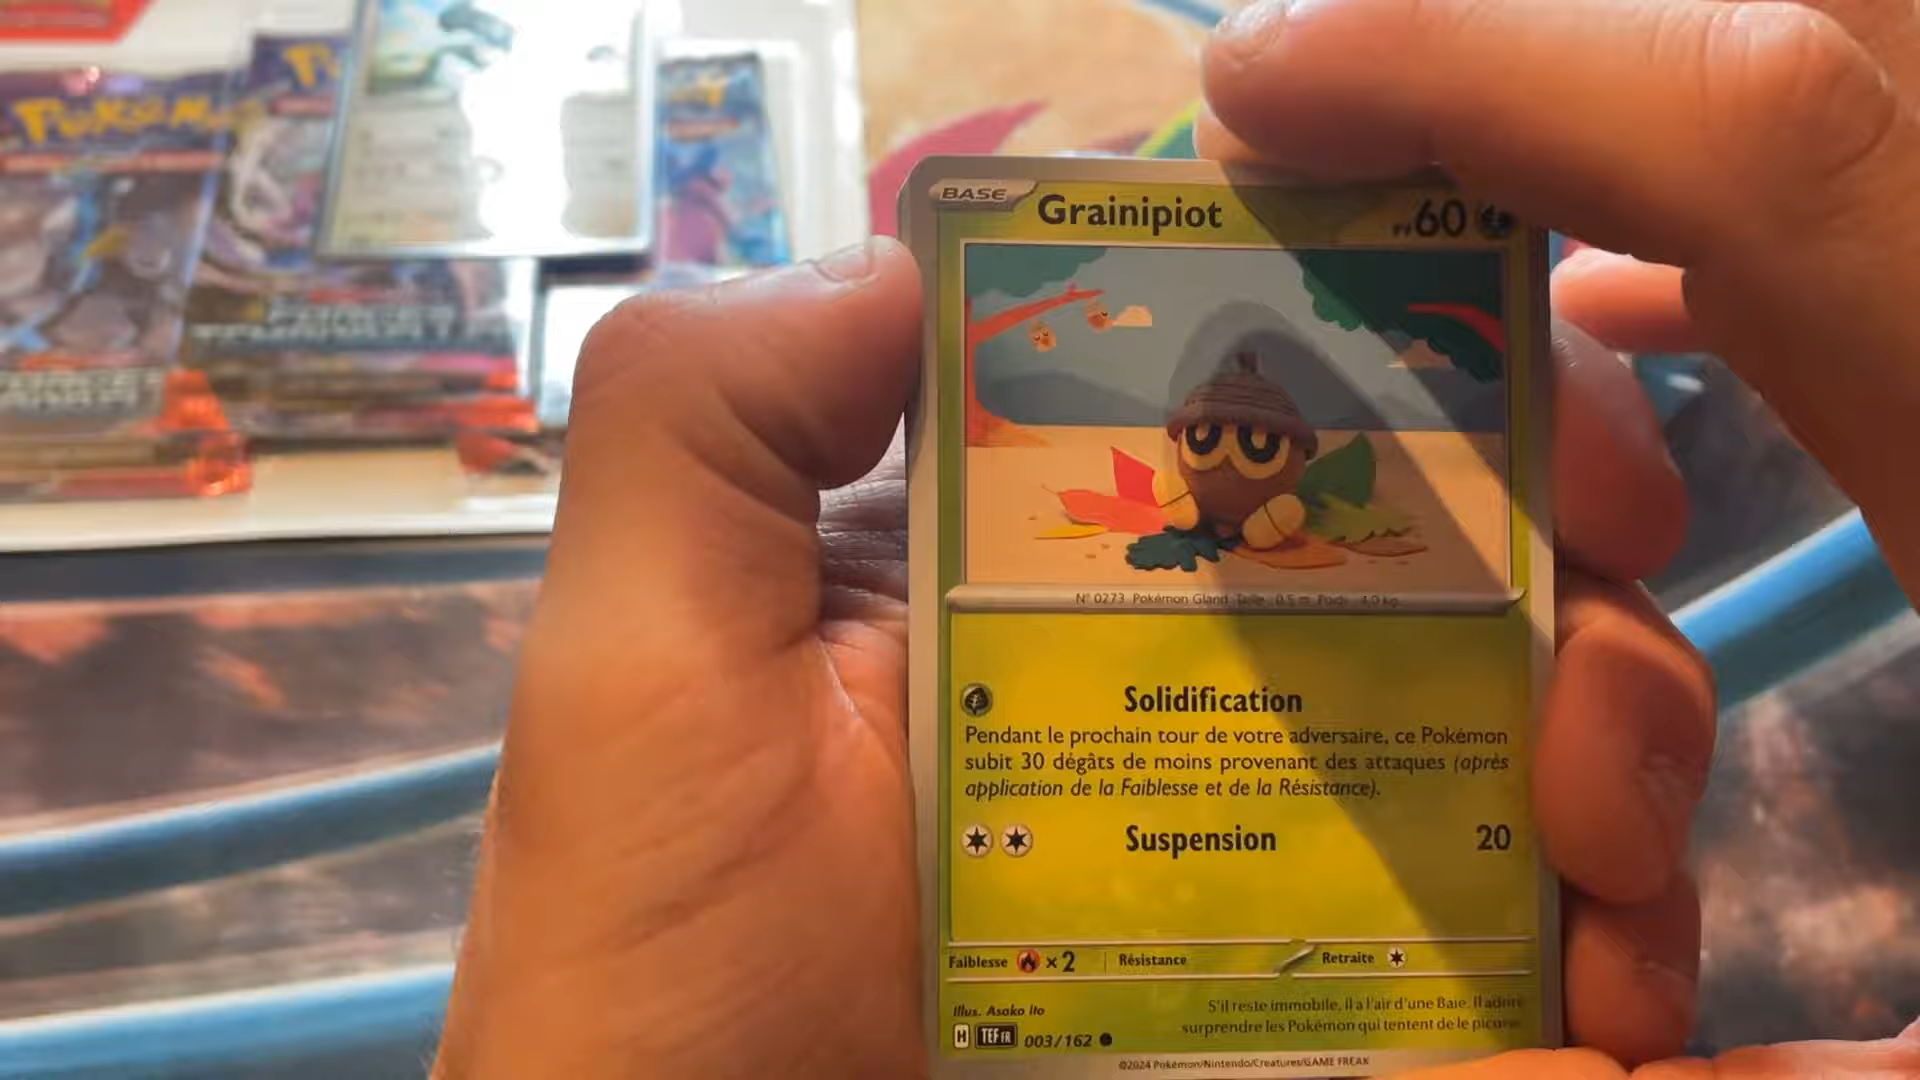 Pokémon
BASE
Grainipiot
PV 60
N° 0273 Pokémon Gland Taille : 0,5 m Poids : 4,0 kg
Solidification
Pendant le prochain tour de votre adversaire, ce Pokémon
subit 30 dégâts de moins provenant des attaques (après
application de la Faiblesse et de la Résistance).
Suspension 20
Faiblesse ×2 Résistance Retraite
Illus. Asako Ito
S'il reste immobile, il a l'air d'une Baie. Il adore
surprendre les Pokémon qui tentent de le picorer.
H TEF FR 003/162
©2024 Pokémon/Nintendo/Creatures/GAME FREAK